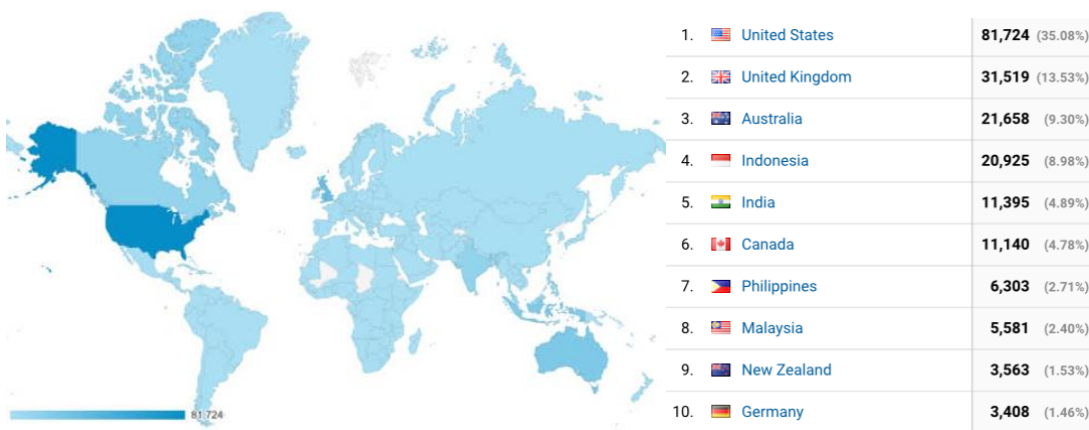 81,724
1. United States 81,724 (35.08%)
2. United Kingdom 31,519 (13.53%)
3. Australia 21,658 (9.30%)
4. Indonesia 20,925 (8.98%)
5. India 11,395 (4.89%)
6. Canada 11,140 (4.78%)
7. Philippines 6,303 (2.71%)
8. Malaysia 5,581 (2.40%)
9. New Zealand 3,563 (1.53%)
10. Germany 3,408 (1.46%)